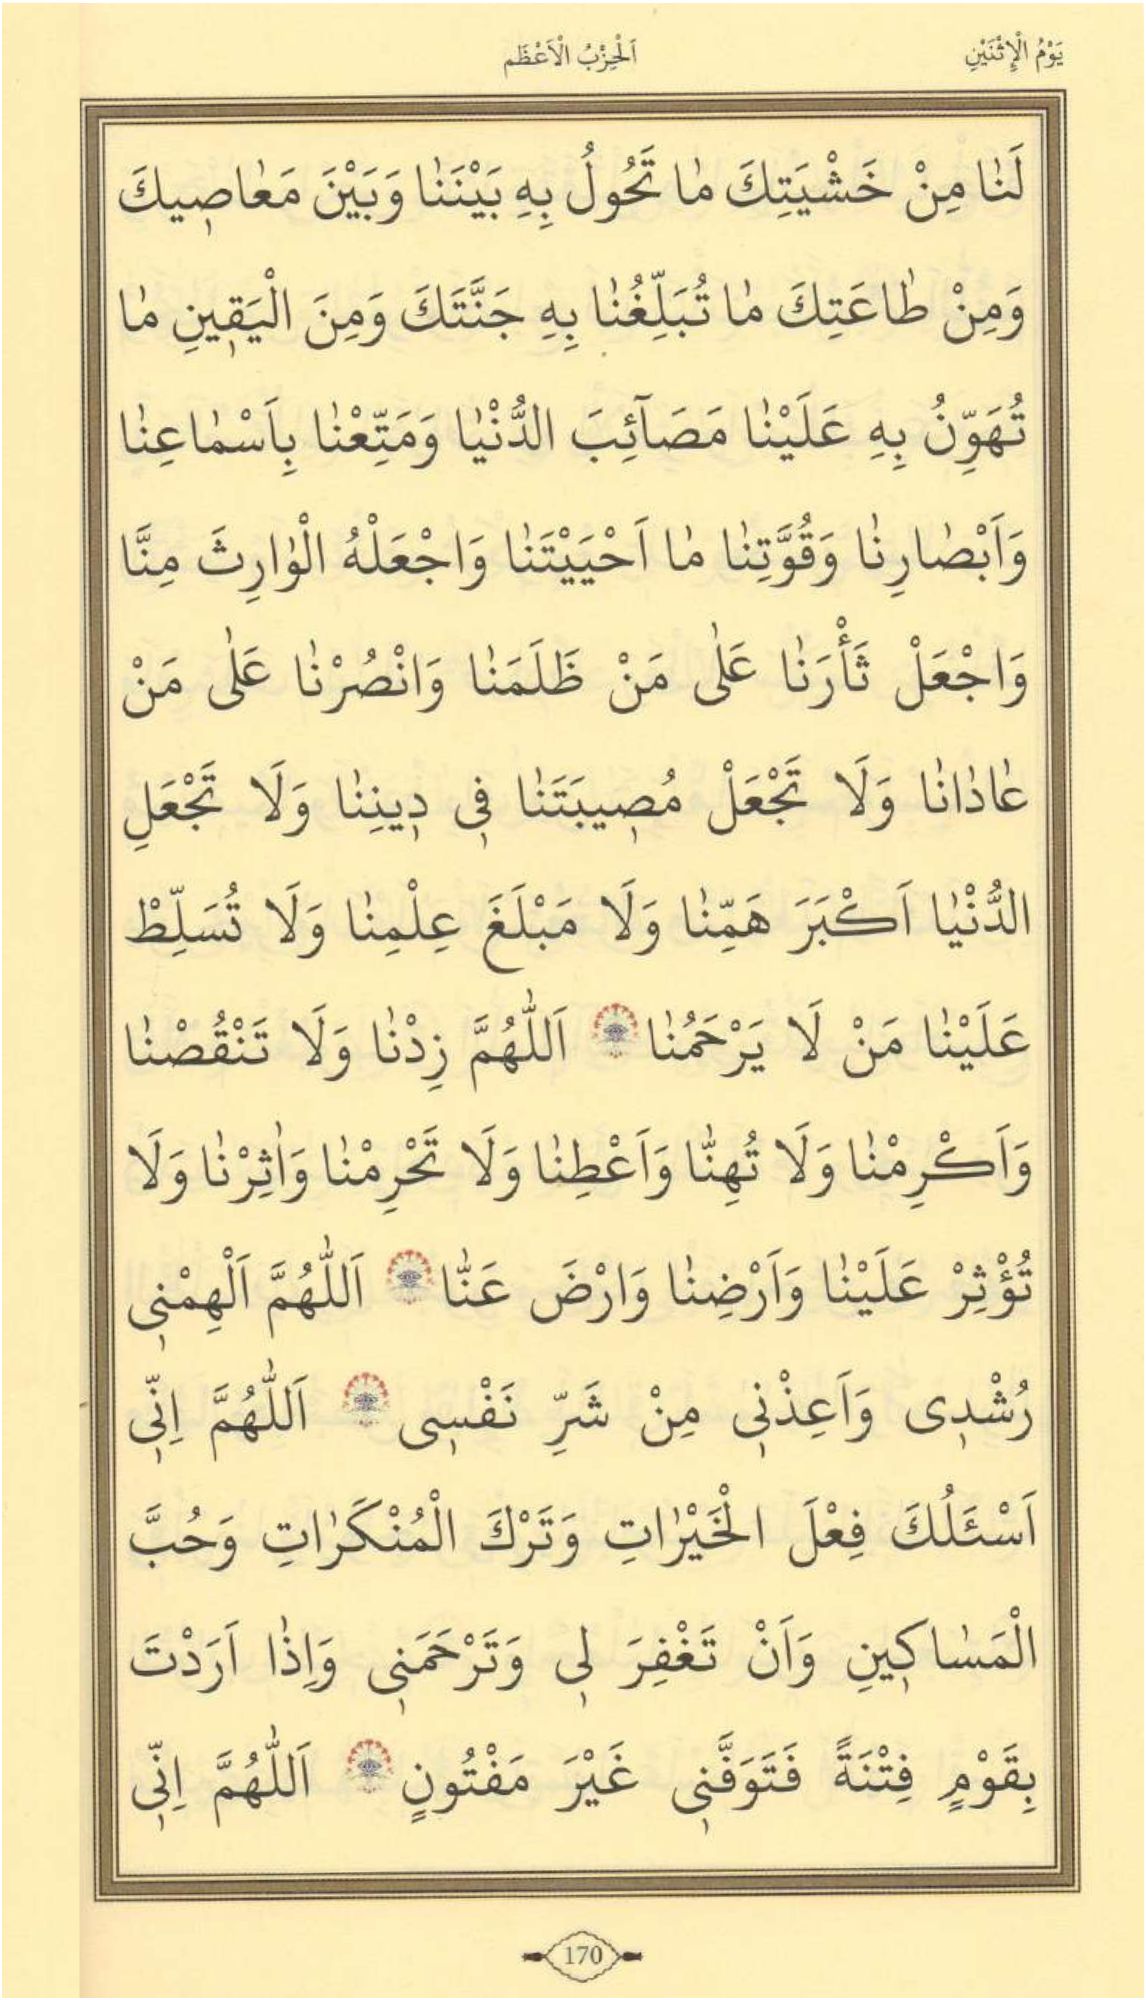 يَوْمُ الْاِثْنَيْنِ
اَلْحِزْبُ الْاَعْظَم
لَنٰا مِنْ خَشْيَتِكَ مٰا تَحُولُ بِهِ بَيْنَنٰا وَبَيْنَ مَعٰاصٖيكَ
وَمِنْ طٰاعَتِكَ مٰا تُبَلِّغُنٰا بِهِ جَنَّتَكَ وَمِنَ الْيَقٖينِ مٰا
تُهَوِّنُ بِهِ عَلَيْنٰا مَصَآئِبَ الدُّنْيٰا وَمَتِّعْنٰا بِاَسْمٰاعِنٰا
وَاَبْصٰارِنٰا وَقُوَّتِنٰا مٰا اَحْيَيْتَنٰا وَاجْعَلْهُ الْوٰارِثَ مِنَّا
وَاجْعَلْ ثَأْرَنٰا عَلٰى مَنْ ظَلَمَنٰا وَانْصُرْنٰا عَلٰى مَنْ
عٰادٰانٰا وَلَا تَجْعَلْ مُصٖيبَتَنٰا فٖى دٖينِنٰا وَلَا تَجْعَلِ
الدُّنْيٰا اَكْبَرَ هَمِّنٰا وَلَا مَبْلَغَ عِلْمِنٰا وَلَا تُسَلِّطْ
عَلَيْنٰا مَنْ لَا يَرْحَمُنٰا ۞ اَللّٰهُمَّ زِدْنٰا وَلَا تَنْقُصْنٰا
وَاَكْرِمْنٰا وَلَا تُهِنّٰا وَاَعْطِنٰا وَلَا تَحْرِمْنٰا وَاٰثِرْنٰا وَلَا
تُؤْثِرْ عَلَيْنٰا وَاَرْضِنٰا وَارْضَ عَنّٰا ۞ اَللّٰهُمَّ اَلْهِمْنٖى
رُشْدٖى وَاَعِذْنٖى مِنْ شَرِّ نَفْسٖى ۞ اَللّٰهُمَّ اِنّٖى
اَسْئَلُكَ فِعْلَ الْخَيْرٰاتِ وَتَرْكَ الْمُنْكَرٰاتِ وَحُبَّ
الْمَسٰاكٖينِ وَاَنْ تَغْفِرَ لٖى وَتَرْحَمَنٖى وَاِذٰا اَرَدْتَ
بِقَوْمٍ فِتْنَةً فَتَوَفَّنٖى غَيْرَ مَفْتُونٍ ۞ اَللّٰهُمَّ اِنّٖى
170